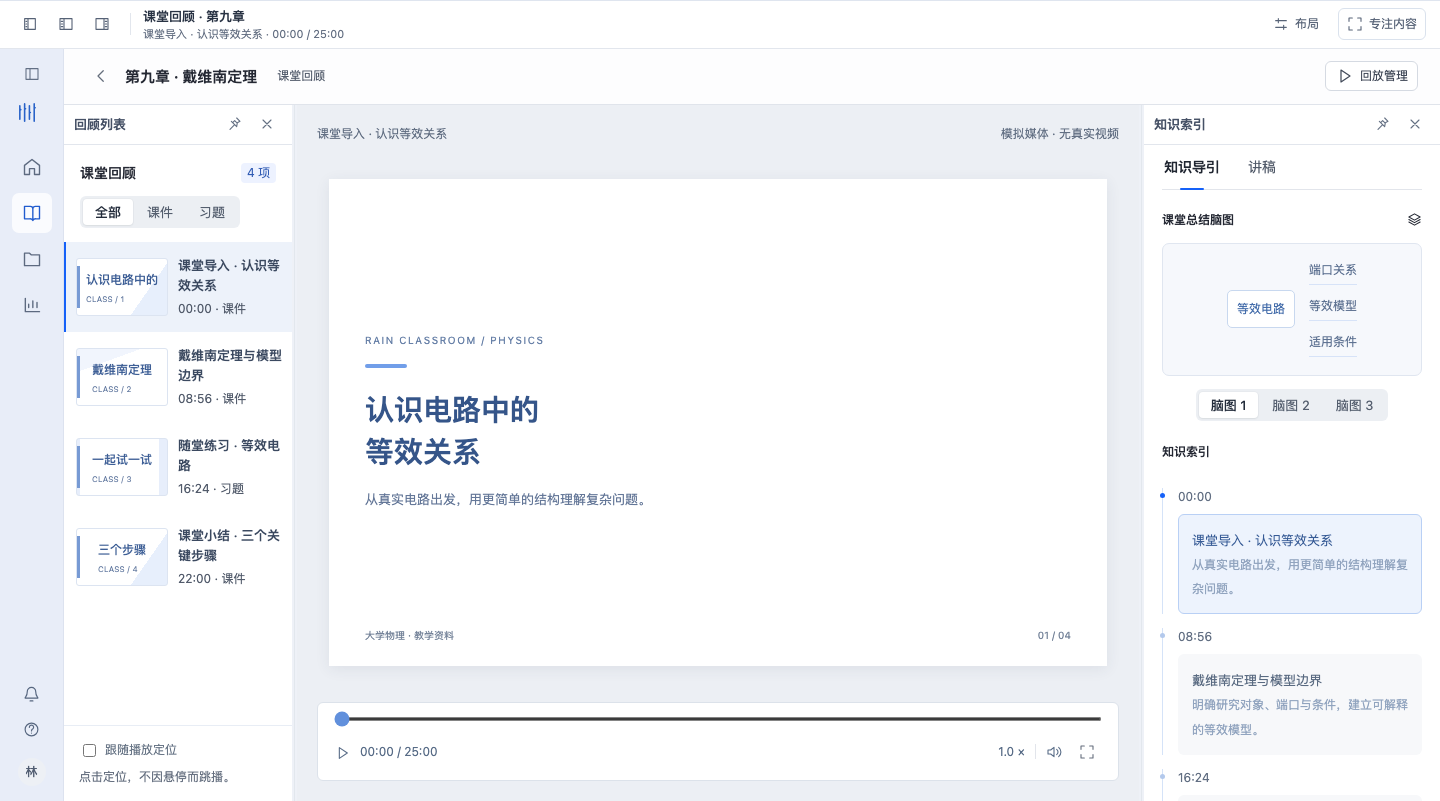 课堂回顾 · 第九章
课堂导入 · 认识等效关系 · 00:00 / 25:00
布局
专注内容
第九章 · 戴维南定理
课堂回顾
回放管理
回顾列表
课堂回顾
4 项
全部
课件
习题
认识电路中的
CLASS / 1
课堂导入 · 认识等
效关系
00:00 · 课件
戴维南定理
CLASS / 2
戴维南定理与模型
边界
08:56 · 课件
一起试一试
CLASS / 3
随堂练习 · 等效电
路
16:24 · 习题
三个步骤
CLASS / 4
课堂小结 · 三个关
键步骤
22:00 · 课件
跟随播放定位
点击定位，不因悬停而跳播。
林
课堂导入 · 认识等效关系
模拟媒体 · 无真实视频
RAIN CLASSROOM / PHYSICS
认识电路中的
等效关系
从真实电路出发，用更简单的结构理解复杂问题。
大学物理 · 教学资料
01 / 04
00:00 / 25:00
1.0 ×
知识索引
知识导引
讲稿
课堂总结脑图
等效电路
端口关系
等效模型
适用条件
脑图 1
脑图 2
脑图 3
知识索引
00:00
课堂导入 · 认识等效关系
从真实电路出发，用更简单的结构理解复
杂问题。
08:56
戴维南定理与模型边界
明确研究对象、端口与条件，建立可解释
的等效模型。
16:24